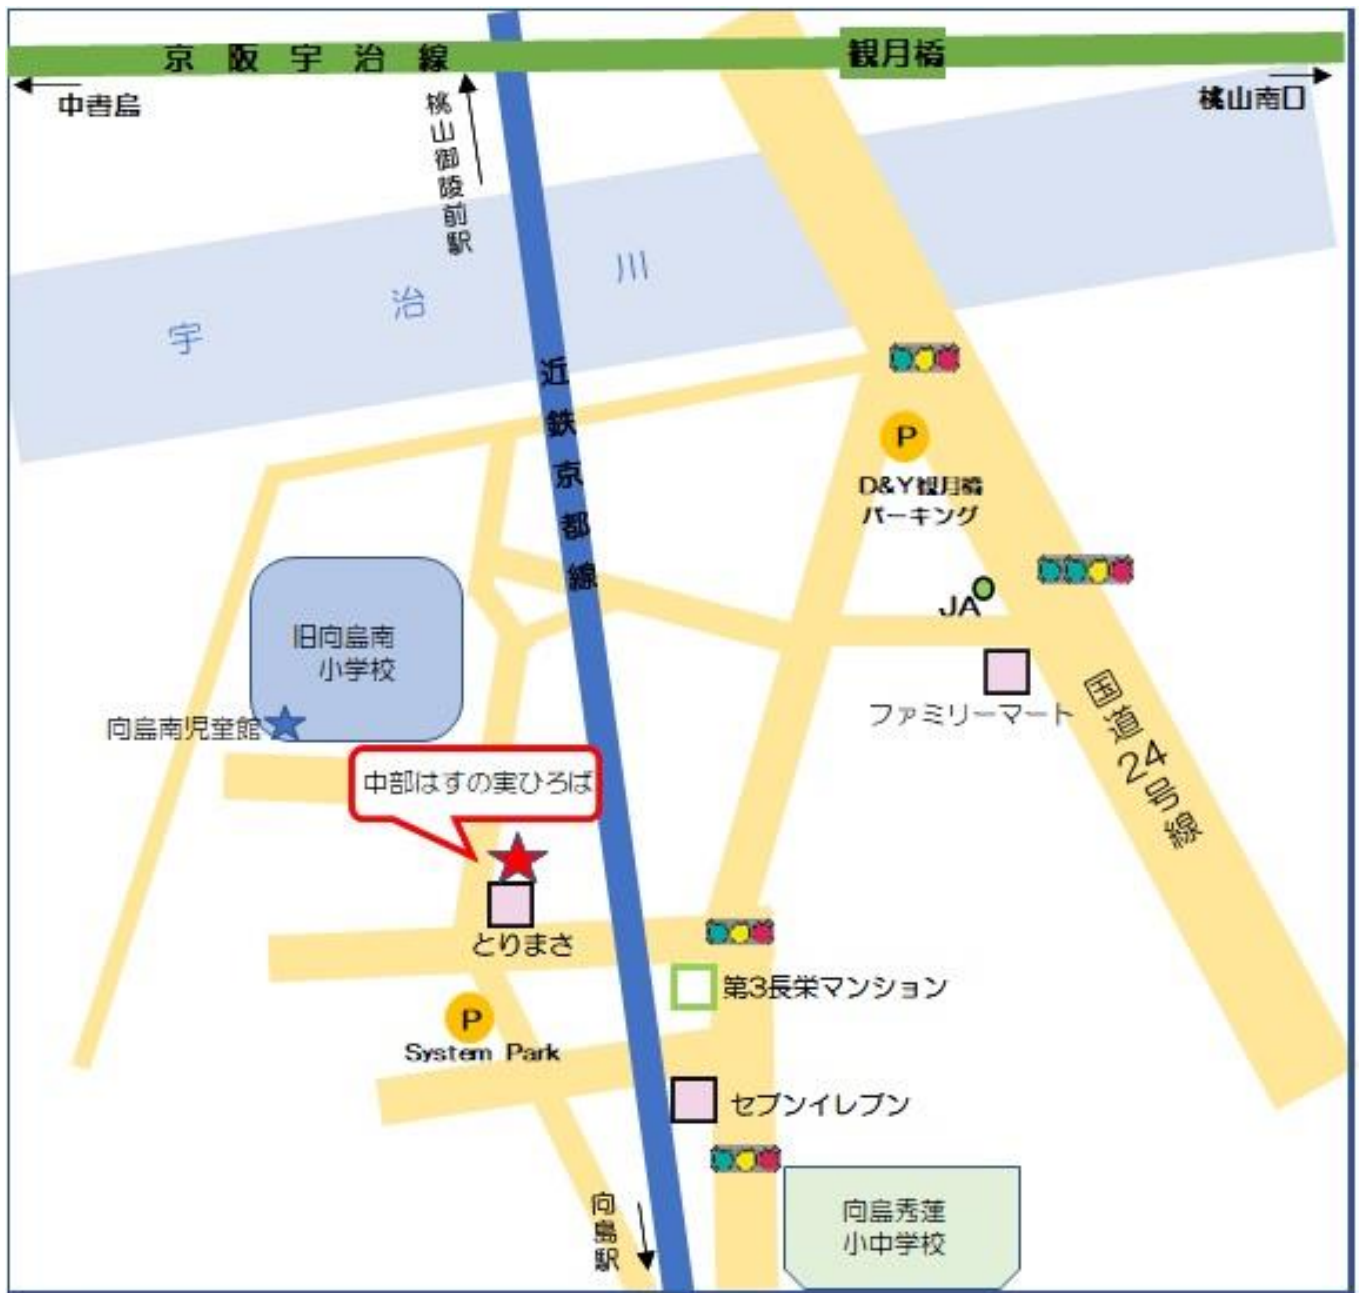 京阪宇治線
観月橋
中書島
桃山南口
桃山御陵前駅
宇治川
近鉄京都線
P
D&Y観月橋
パーキング
JA
旧向島南
小学校
ファミリーマート
国道24号線
向島南児童館
中部はすの実ひろば
とりまさ
第3長栄マンション
P
System Park
セブンイレブン
向島駅
向島秀蓮
小中学校